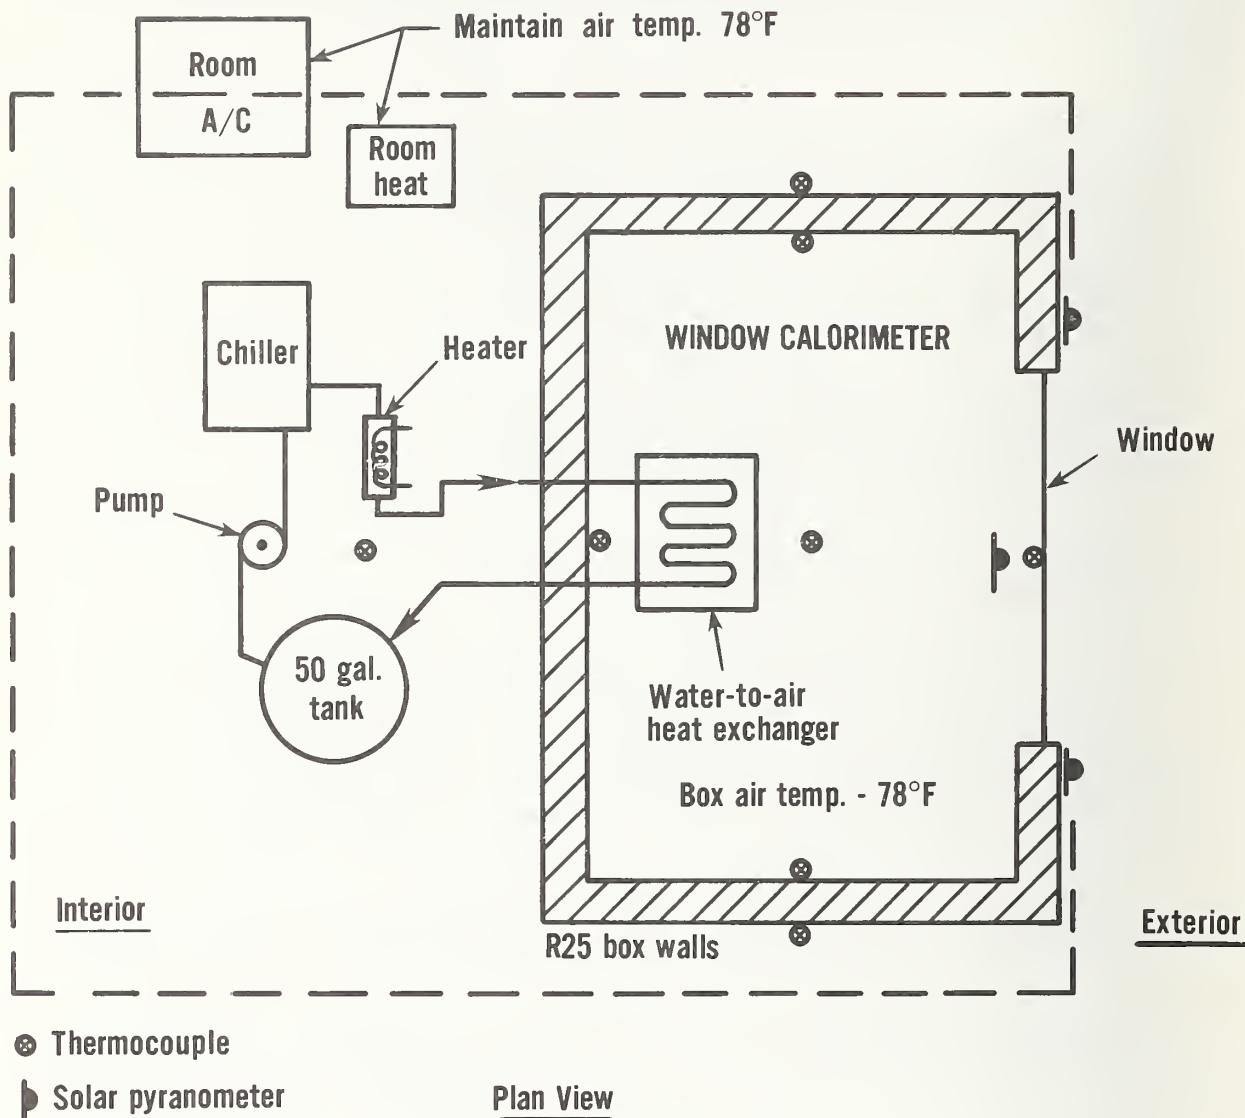 Maintain air temp. 78°F
Room
A/C
Room
heat
WINDOW CALORIMETER
Chiller
Heater
Window
Pump
50 gal.
tank
Water-to-air
heat exchanger
Box air temp. - 78°F
Interior
Exterior
R25 box walls
Thermocouple
Solar pyranometer
Plan View